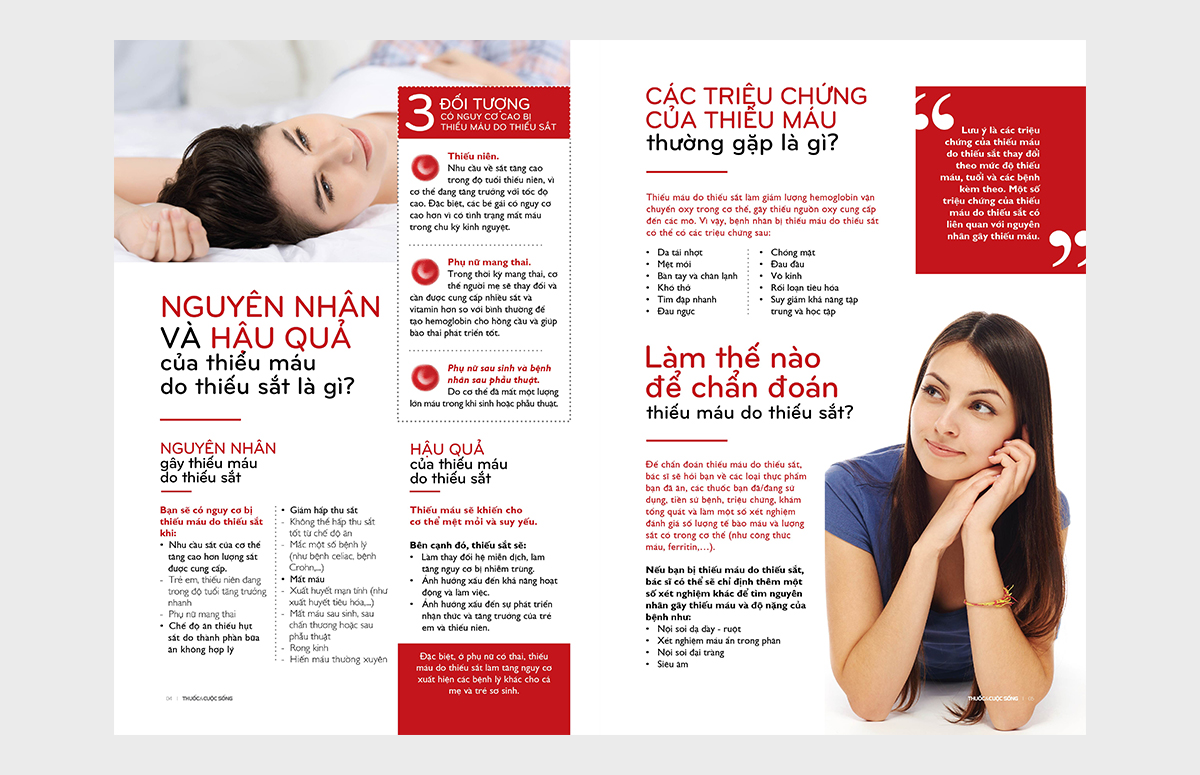 3 ĐỐI TƯỢNG
CÓ NGUY CƠ CAO BỊ
THIẾU MÁU DO THIẾU SẮT
Thiếu niên.
Nhu cầu về sắt tăng cao
trong độ tuổi thiếu niên, vì
cơ thể đang tăng trưởng với tốc độ
cao. Đặc biệt, các bé gái có nguy cơ
cao hơn vì có tình trạng mất máu
trong chu kỳ kinh nguyệt.
Phụ nữ mang thai.
Trong thời kỳ mang thai, cơ
thể người mẹ sẽ thay đổi và
cần được cung cấp nhiều sắt và
vitamin hơn so với bình thường để
tạo hemoglobin cho hồng cầu và giúp
bào thai phát triển tốt.
Phụ nữ sau sinh và bệnh
nhân sau phẫu thuật.
Do cơ thể đã mất một lượng
lớn máu trong khi sinh hoặc phẫu thuật.
NGUYÊN NHÂN
VÀ HẬU QUẢ
của thiếu máu
do thiếu sắt là gì?
NGUYÊN NHÂN
gây thiếu máu
do thiếu sắt
Bạn sẽ có nguy cơ bị
thiếu máu do thiếu sắt
khi:
• Nhu cầu sắt của cơ thể
tăng cao hơn lượng sắt
được cung cấp.
- Trẻ em, thiếu niên đang
trong độ tuổi tăng trưởng
nhanh
- Phụ nữ mang thai
• Chế độ ăn thiếu hụt
sắt do thành phần bữa
ăn không hợp lý
• Giảm hấp thu sắt
- Không thể hấp thu sắt
tốt từ chế độ ăn
- Mắc một số bệnh lý
(như bệnh celiac, bệnh
Crohn,...)
• Mất máu
- Xuất huyết mạn tính (như
xuất huyết tiêu hóa,...)
- Mất máu sau sinh, sau
chấn thương hoặc sau
phẫu thuật
- Rong kinh
- Hiến máu thường xuyên
HẬU QUẢ
của thiếu máu
do thiếu sắt
Thiếu máu sẽ khiến cho
cơ thể mệt mỏi và suy yếu.
Bên cạnh đó, thiếu sắt sẽ:
• Làm thay đổi hệ miễn dịch, làm
tăng nguy cơ bị nhiễm trùng.
• Ảnh hưởng xấu đến khả năng hoạt
động và làm việc.
• Ảnh hưởng xấu đến sự phát triển
nhận thức và tăng trưởng của trẻ
em và thiếu niên.
Đặc biệt, ở phụ nữ có thai, thiếu
máu do thiếu sắt làm tăng nguy cơ
xuất hiện các bệnh lý khác cho cả
mẹ và trẻ sơ sinh.
04 | THUỐC&CUỘC SỐNG
CÁC TRIỆU CHỨNG
CỦA THIẾU MÁU
thường gặp là gì?
Thiếu máu do thiếu sắt làm giảm lượng hemoglobin vận
chuyển oxy trong cơ thể, gây thiếu nguồn oxy cung cấp
đến các mô. Vì vậy, bệnh nhân bị thiếu máu do thiếu sắt
có thể có các triệu chứng sau:
• Da tái nhợt
• Mệt mỏi
• Bàn tay và chân lạnh
• Khó thở
• Tim đập nhanh
• Đau ngực
• Chóng mặt
• Đau đầu
• Vô kinh
• Rối loạn tiêu hóa
• Suy giảm khả năng tập
trung và học tập
“ Lưu ý là các triệu
chứng của thiếu máu
do thiếu sắt thay đổi
theo mức độ thiếu
máu, tuổi và các bệnh
kèm theo. Một số
triệu chứng của thiếu
máu do thiếu sắt có
liên quan với nguyên
nhân gây thiếu máu. ”
Làm thế nào
để chẩn đoán
thiếu máu do thiếu sắt?
Để chẩn đoán thiếu máu do thiếu sắt,
bác sĩ sẽ hỏi bạn về các loại thực phẩm
bạn đã ăn, các thuốc bạn đã/đang sử
dụng, tiền sử bệnh, triệu chứng, khám
tổng quát và làm một số xét nghiệm
đánh giá số lượng tế bào máu và lượng
sắt có trong cơ thể (như công thức
máu, ferritin,...).
Nếu bạn bị thiếu máu do thiếu sắt,
bác sĩ có thể sẽ chỉ định thêm một
số xét nghiệm khác để tìm nguyên
nhân gây thiếu máu và độ nặng của
bệnh như:
• Nội soi dạ dày - ruột
• Xét nghiệm máu ẩn trong phân
• Nội soi đại tràng
• Siêu âm
THUỐC&CUỘC SỐNG | 05